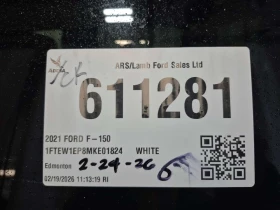 ARS/Lamb Ford Sales Ltd
611281
2021 FORD F-150
1FTEW1EP8MKE01824 WHITE
Edmonton 2-24-26
02/19/2026 11:13:19 RI